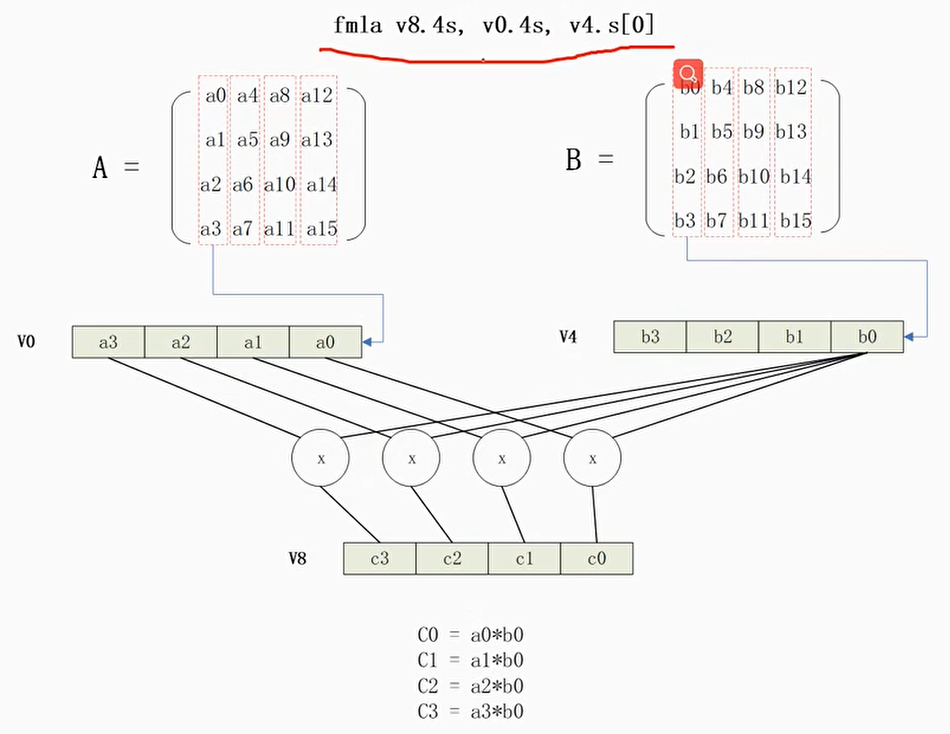 fmla v8.4s, v0.4s, v4.s[0]
A =
a0 a4 a8 a12
a1 a5 a9 a13
a2 a6 a10 a14
a3 a7 a11 a15
B =
b0 b4 b8 b12
b1 b5 b9 b13
b2 b6 b10 b14
b3 b7 b11 b15
V0 a3 a2 a1 a0
V4 b3 b2 b1 b0
x x x x
V8 c3 c2 c1 c0
C0 = a0*b0
C1 = a1*b0
C2 = a2*b0
C3 = a3*b0